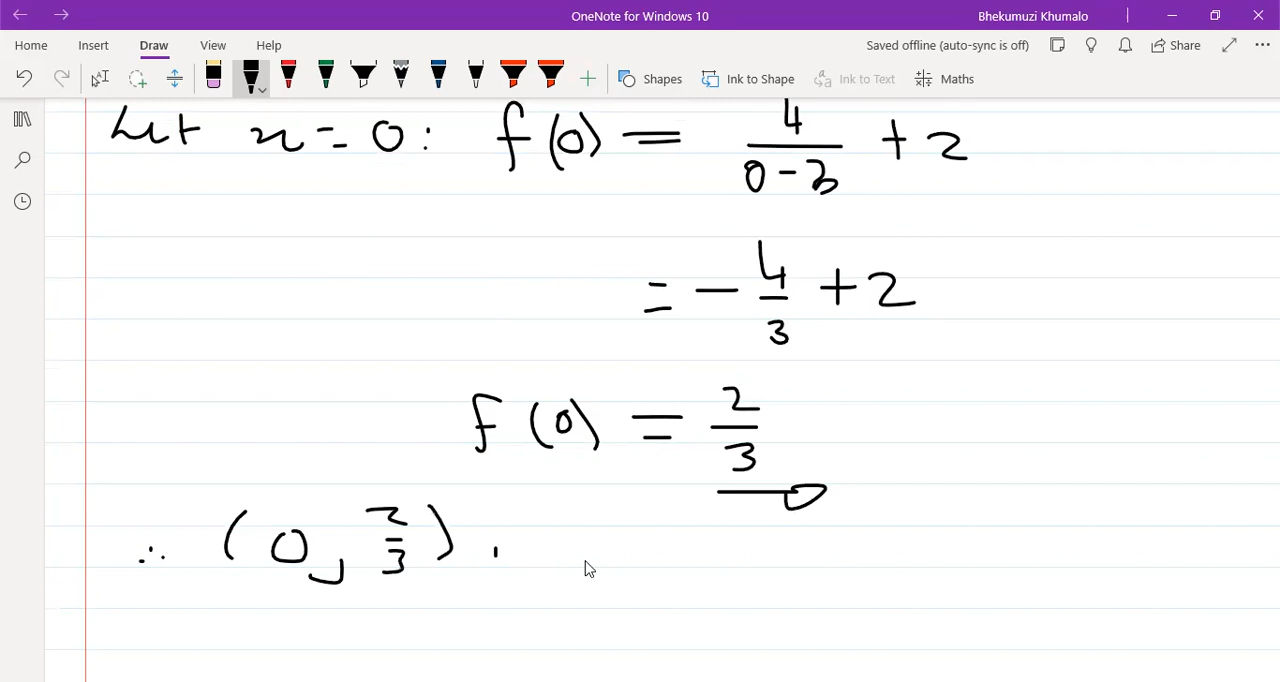 OneNote for Windows 10
Bhekumuzi Khumalo
Home Insert Draw View Help
Saved offline (auto-sync is off) Share
Shapes Ink to Shape Ink to Text Maths
Let x = 0: f(0) = 4/(0-3) + 2
= - 4/3 + 2
f(0) = 2/3
∴ (0, 2/3).